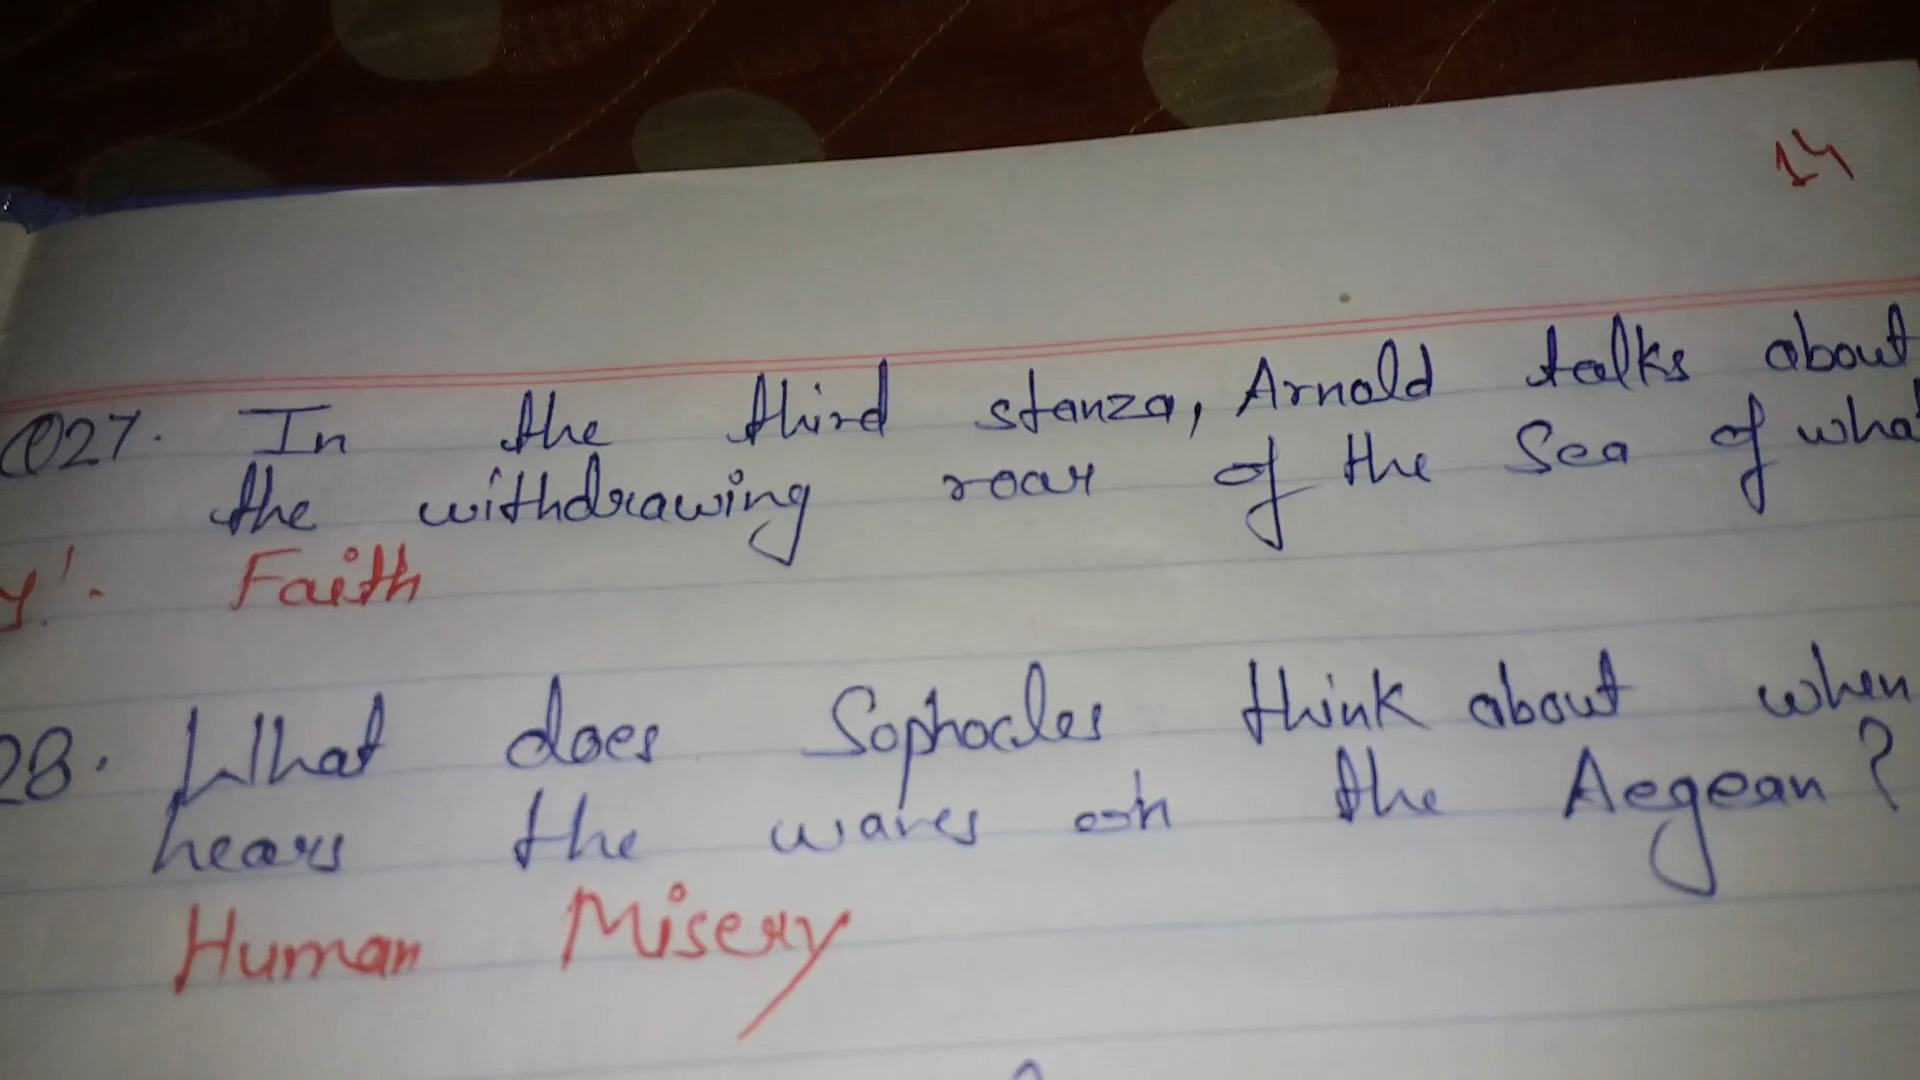 14
Q27. In the third stanza, Arnold talks about
the withdrawing roar of the Sea of wha
Faith
28. What does Sophocles think about when
hears the waves on the Aegean?
Human Misery